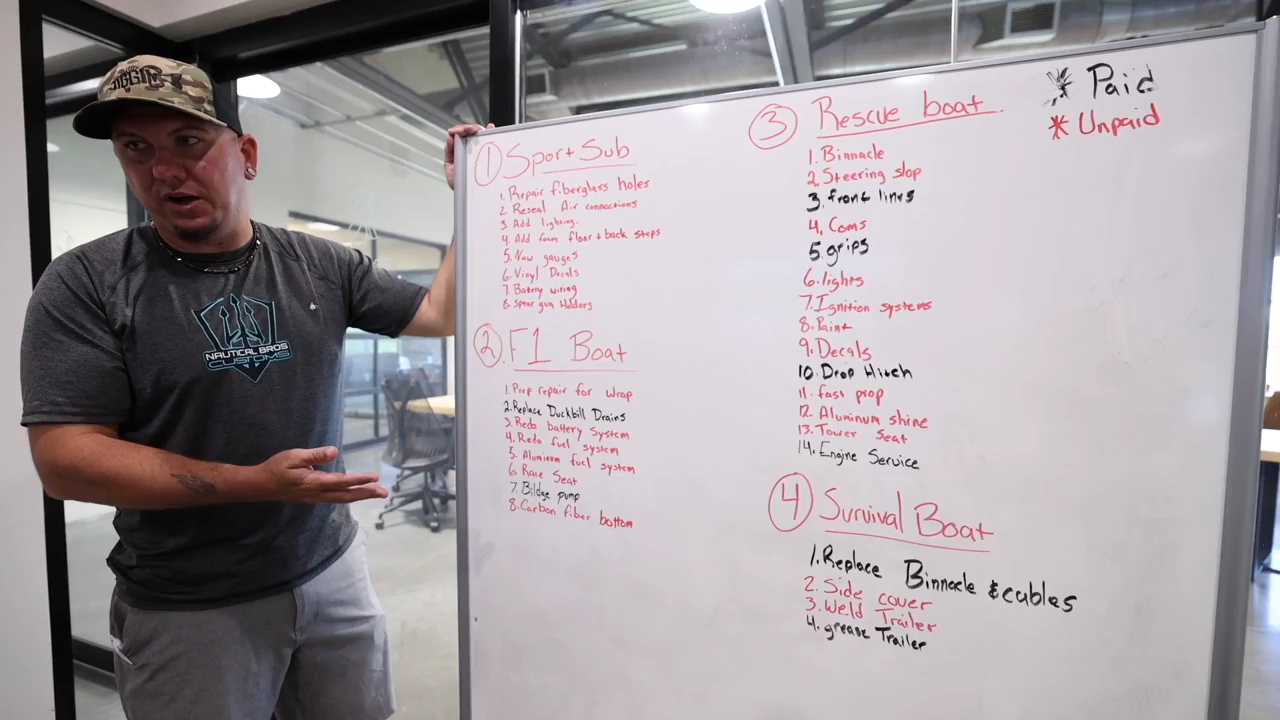 NAUTICAL BROS
CUSTOMS
1 Sport Sub
1. Repair fiberglass holes
2 Reseal Air connections
3. Add lighting.
4. Add foam floor + back steps
5. New gauges
6. Vinyl Decals
7. Battery wiring
8. Spear gun Holders
2 F1 Boat
1. Prep repair for wrap
2. Replace Duckbill Drains
3. Redo battery System
4. Redo fuel system
5. Aluminum fuel system
6. Race Seat
7. Bildge pump
8. Carbon fiber bottom
3 Rescue boat.
1. Binnacle
2. Steering slop
3. front lines
4. Coms
5. grips
6. lights
7. Ignition systems
8. Paint
9. Decals
10. Drop Hitch
11. fast prop
12. Aluminum shine
13. Tower Seat
14. Engine Service
4 Survival Boat
1. Replace Binnacle & cables
2. Side cover
3. Weld Trailer
4. grease Trailer
* Paid
* Unpaid